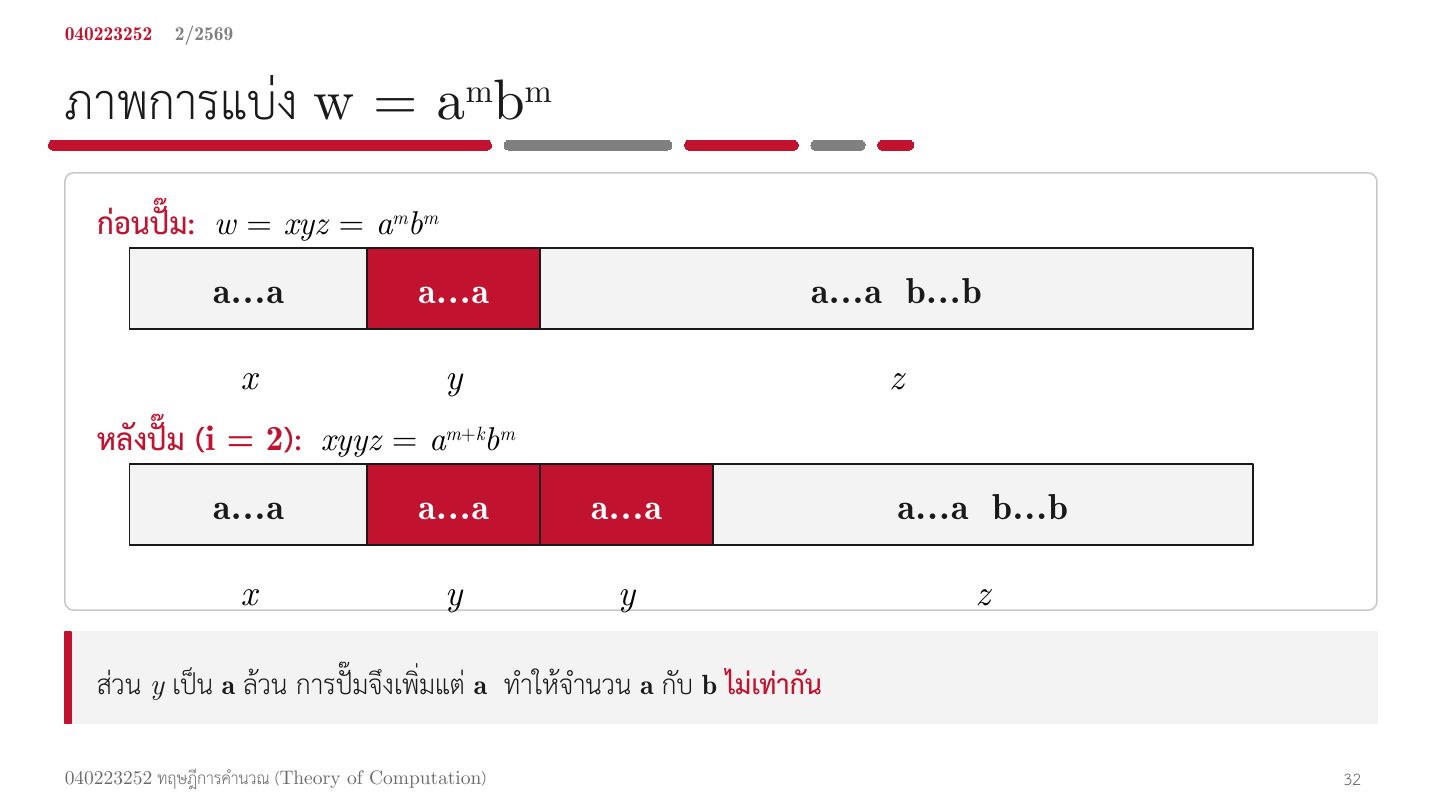 040223252 2/2569
ภาพการแบ่ง w = aᵐbᵐ
ก่อนปั๊ม: w = xyz = aᵐbᵐ
a…a a…a a…a b…b
x y z
หลังปั๊ม (i = 2): xyyz = aᵐ⁺ᵏbᵐ
a…a a…a a…a a…a b…b
x y y z
ส่วน y เป็น a ล้วน การปั๊มจึงเพิ่มแต่ a ทำให้จำนวน a กับ b ไม่เท่ากัน
040223252 ทฤษฎีการคำนวณ (Theory of Computation) 32